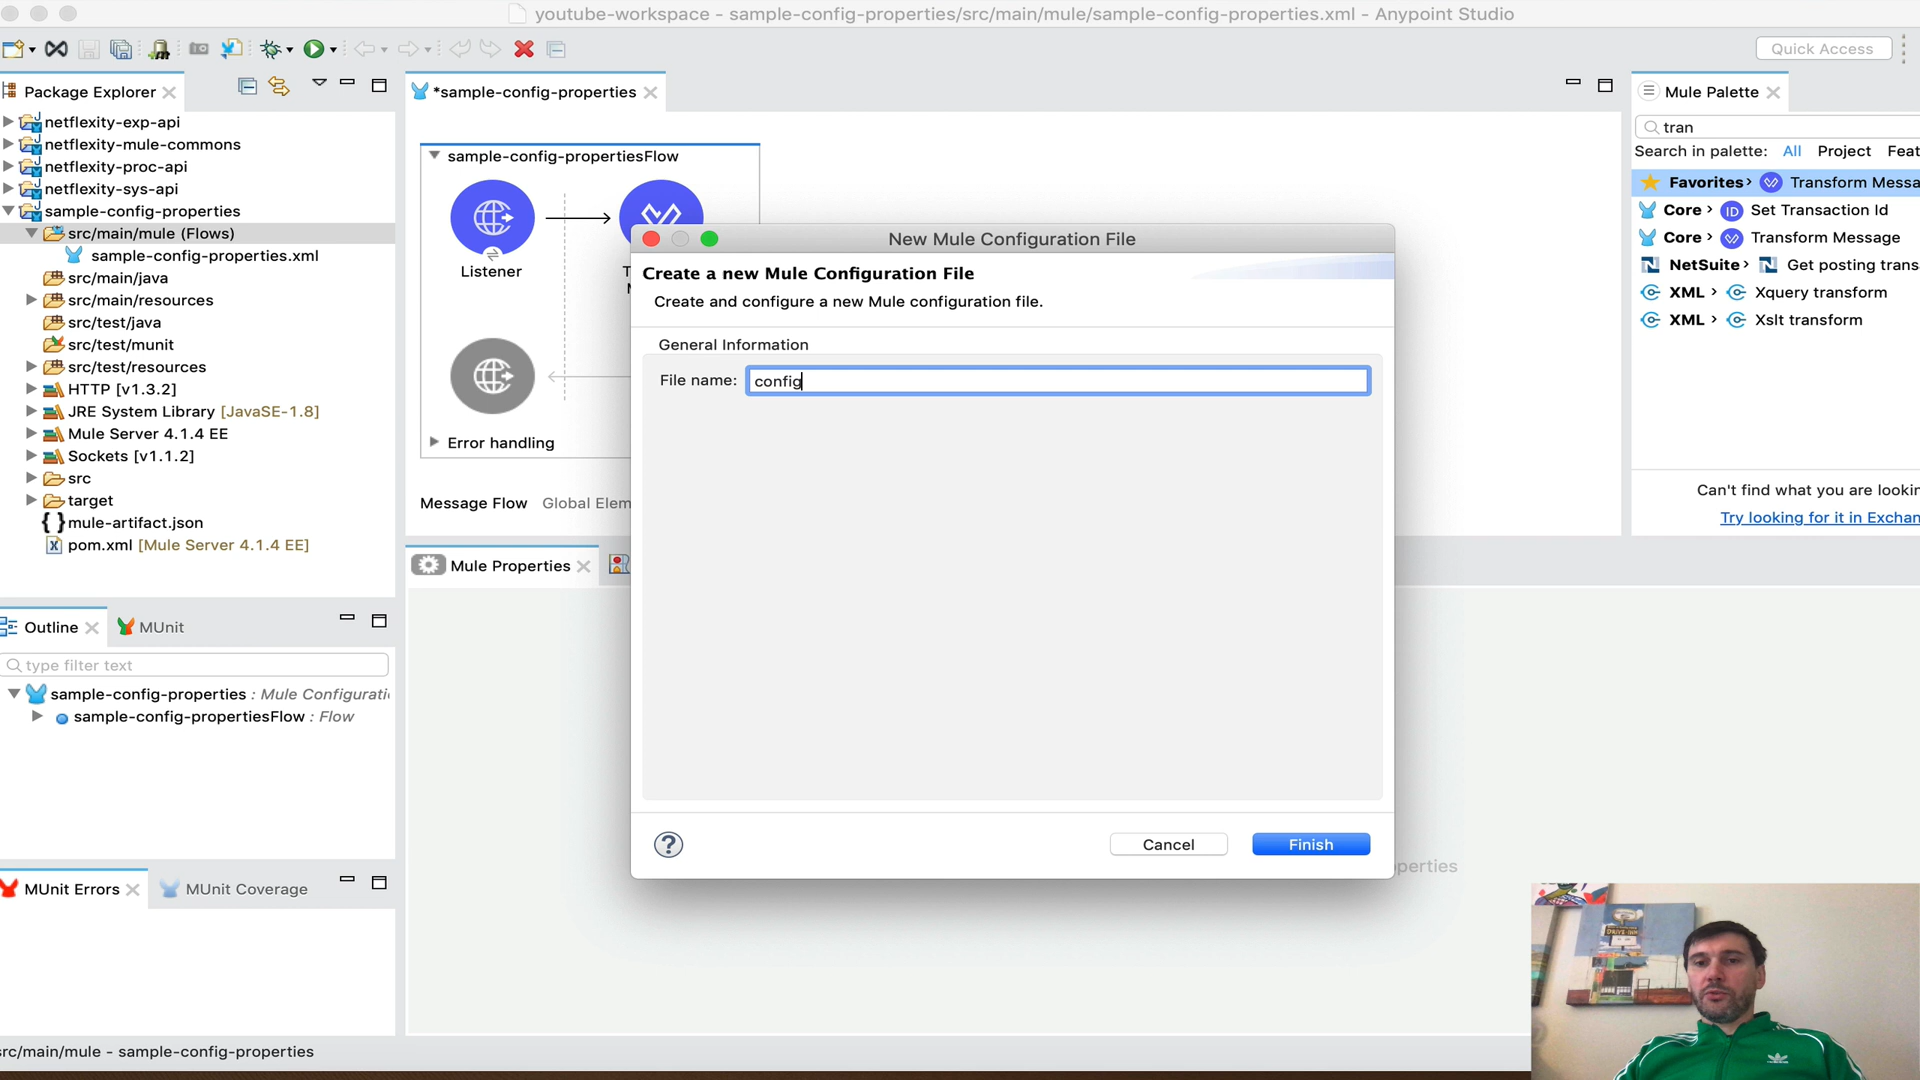 youtube-workspace - sample-config-properties/src/main/mule/sample-config-properties.xml - Anypoint Studio
Quick Access
Package Explorer
netflexity-exp-api
netflexity-mule-commons
netflexity-proc-api
netflexity-sys-api
sample-config-properties
src/main/mule (Flows)
sample-config-properties.xml
src/main/java
src/main/resources
src/test/java
src/test/munit
src/test/resources
HTTP [v1.3.2]
JRE System Library [JavaSE-1.8]
Mule Server 4.1.4 EE
Sockets [v1.1.2]
src
target
mule-artifact.json
pom.xml [Mule Server 4.1.4 EE]
*sample-config-properties
sample-config-propertiesFlow
Listener
T
M
Error handling
Message Flow Global Elem
Mule Properties
New Mule Configuration File
Create a new Mule Configuration File
Create and configure a new Mule configuration file.
General Information
File name: config
Cancel
Finish
perties
Mule Palette
tran
Search in palette: All Project Feat
Favorites> Transform Messa
Core > ID Set Transaction Id
Core > Transform Message
NetSuite> N Get posting trans
XML > Xquery transform
XML > Xslt transform
Can't find what you are lookin
Try looking for it in Exchan
Outline
MUnit
type filter text
sample-config-properties : Mule Configurati
sample-config-propertiesFlow : Flow
MUnit Errors
MUnit Coverage
src/main/mule - sample-config-properties